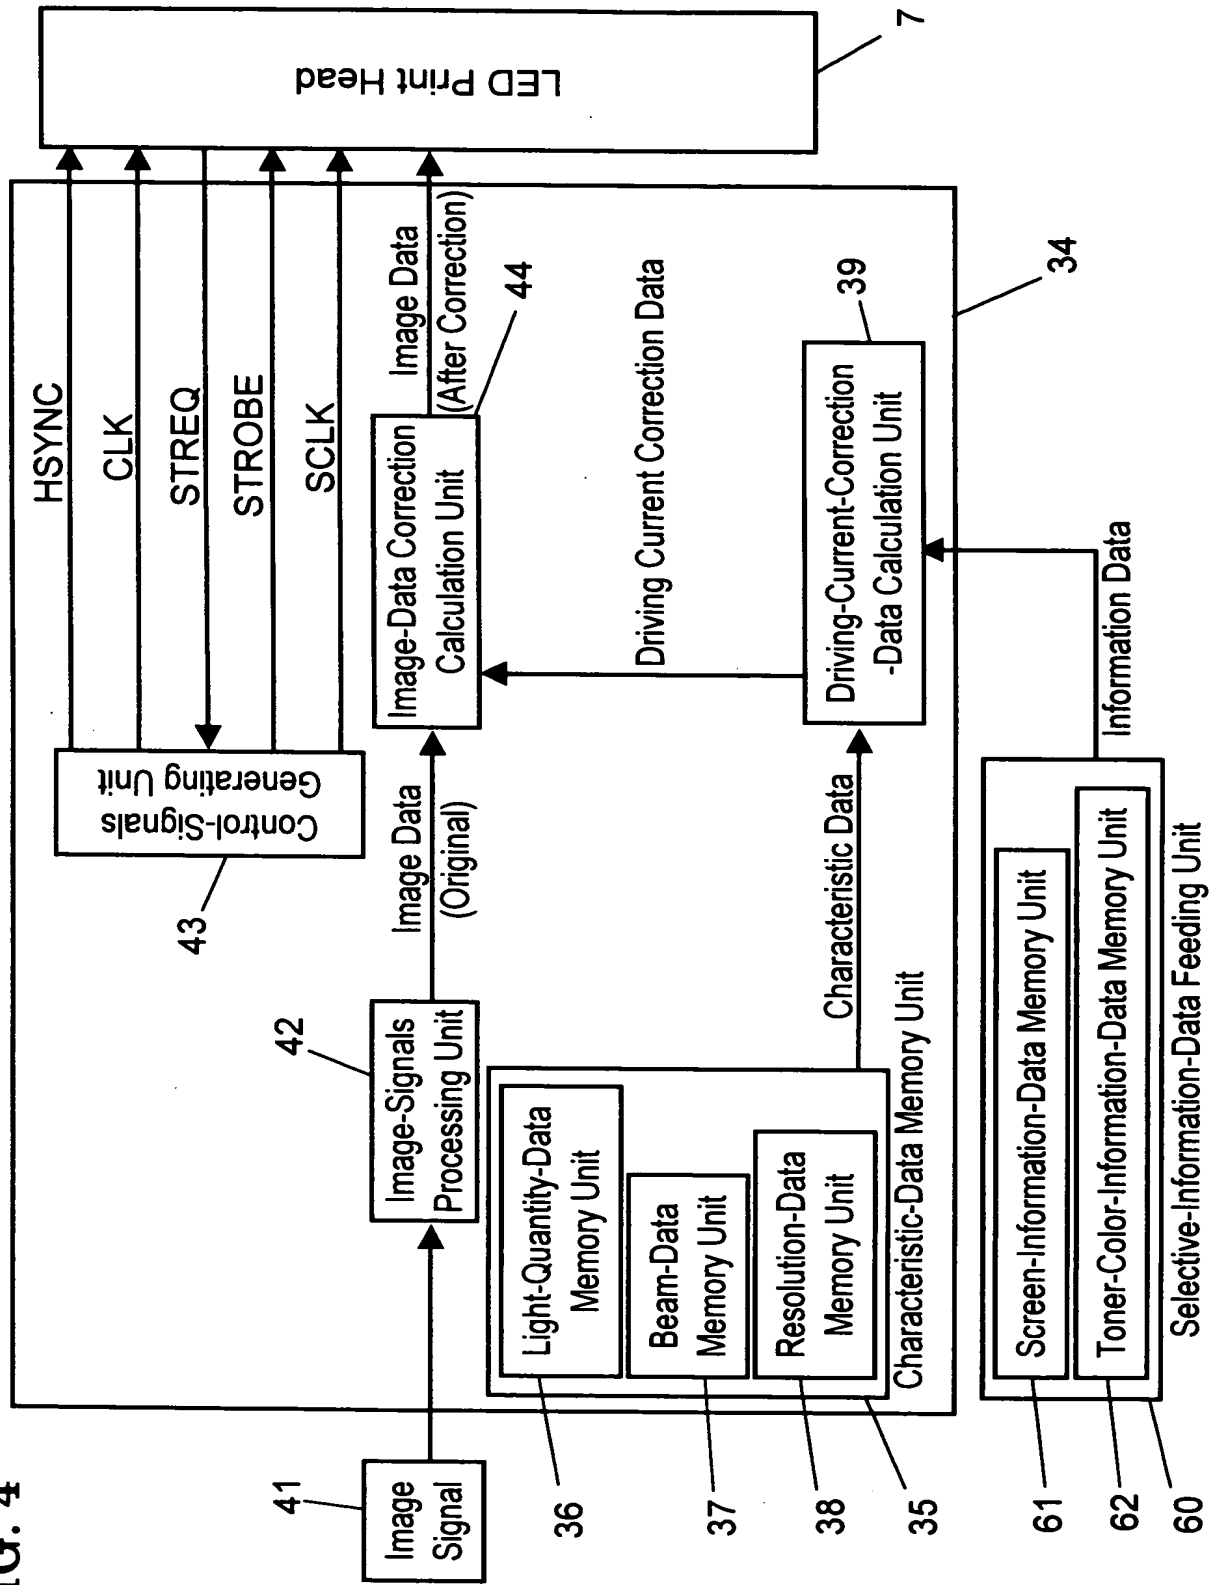 FIG. 4
41
Image
Signal
42
Image-Signals
Processing Unit
Image Data
(Original)
43
Control-Signals
Generating Unit
HSYNC
CLK
STREQ
STROBE
SCLK
Image-Data Correction
Calculation Unit
44
Image Data
(After Correction)
LED Print Head
7
36
Light-Quantity-Data
Memory Unit
37
Beam-Data
Memory Unit
38
Resolution-Data
Memory Unit
35
Characteristic-Data Memory Unit
Characteristic Data
Driving Current Correction Data
Driving-Current-Correction
-Data Calculation Unit
39
34
Information Data
61
Screen-Information-Data Memory Unit
62
Toner-Color-Information-Data Memory Unit
60
Selective-Information-Data Feeding Unit